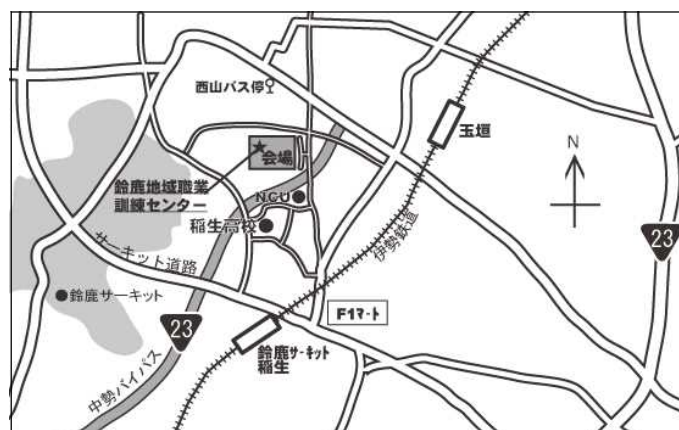 西山バス停
玉垣
N
会場
鈴鹿地域職業
訓練センター
NCU
稲生高校
伊勢鉄道
23
サーキット道路
鈴鹿サーキット
F1マート
23
鈴鹿サーキット
稲生
中勢バイパス